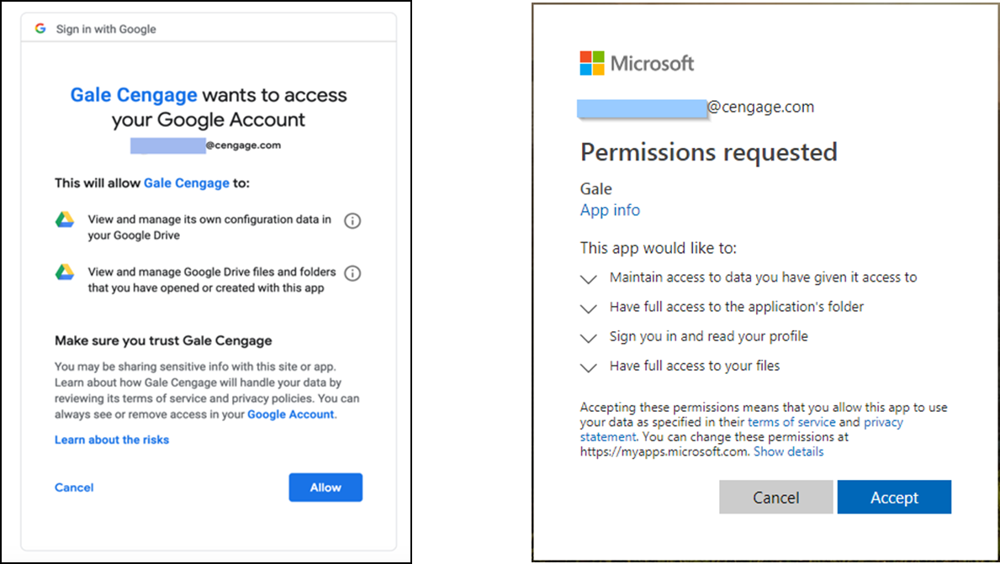 Sign in with Google
Gale Cengage wants to access
your Google Account
@cengage.com
This will allow Gale Cengage to:
View and manage its own configuration data in
your Google Drive
View and manage Google Drive files and folders
that you have opened or created with this app
Make sure you trust Gale Cengage
You may be sharing sensitive info with this site or app.
Learn about how Gale Cengage will handle your data by
reviewing its terms of service and privacy policies. You can
always see or remove access in your Google Account.
Learn about the risks
Cancel
Allow
Microsoft
@cengage.com
Permissions requested
Gale
App info
This app would like to:
Maintain access to data you have given it access to
Have full access to the application's folder
Sign you in and read your profile
Have full access to your files
Accepting these permissions means that you allow this app to use
your data as specified in their terms of service and privacy
statement. You can change these permissions at
https://myapps.microsoft.com. Show details
Cancel
Accept